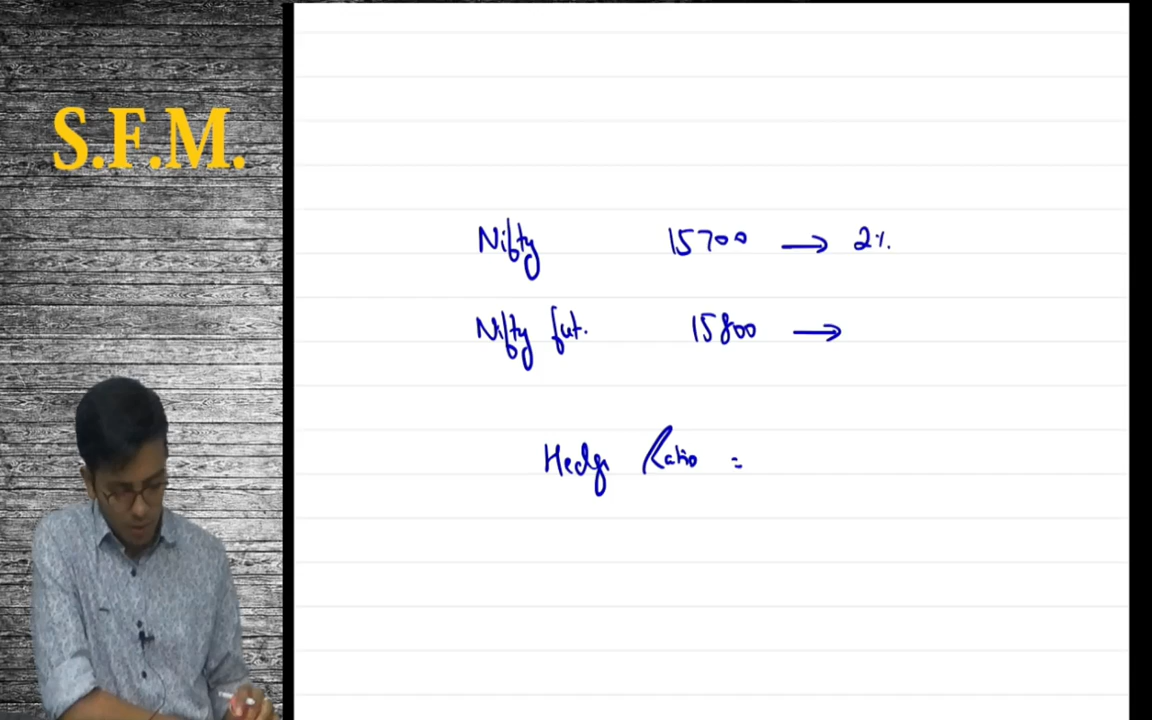 S.F.M.
Nifty 15700 → 2%.
Nifty fut. 15800 →
Hedge Ratio =